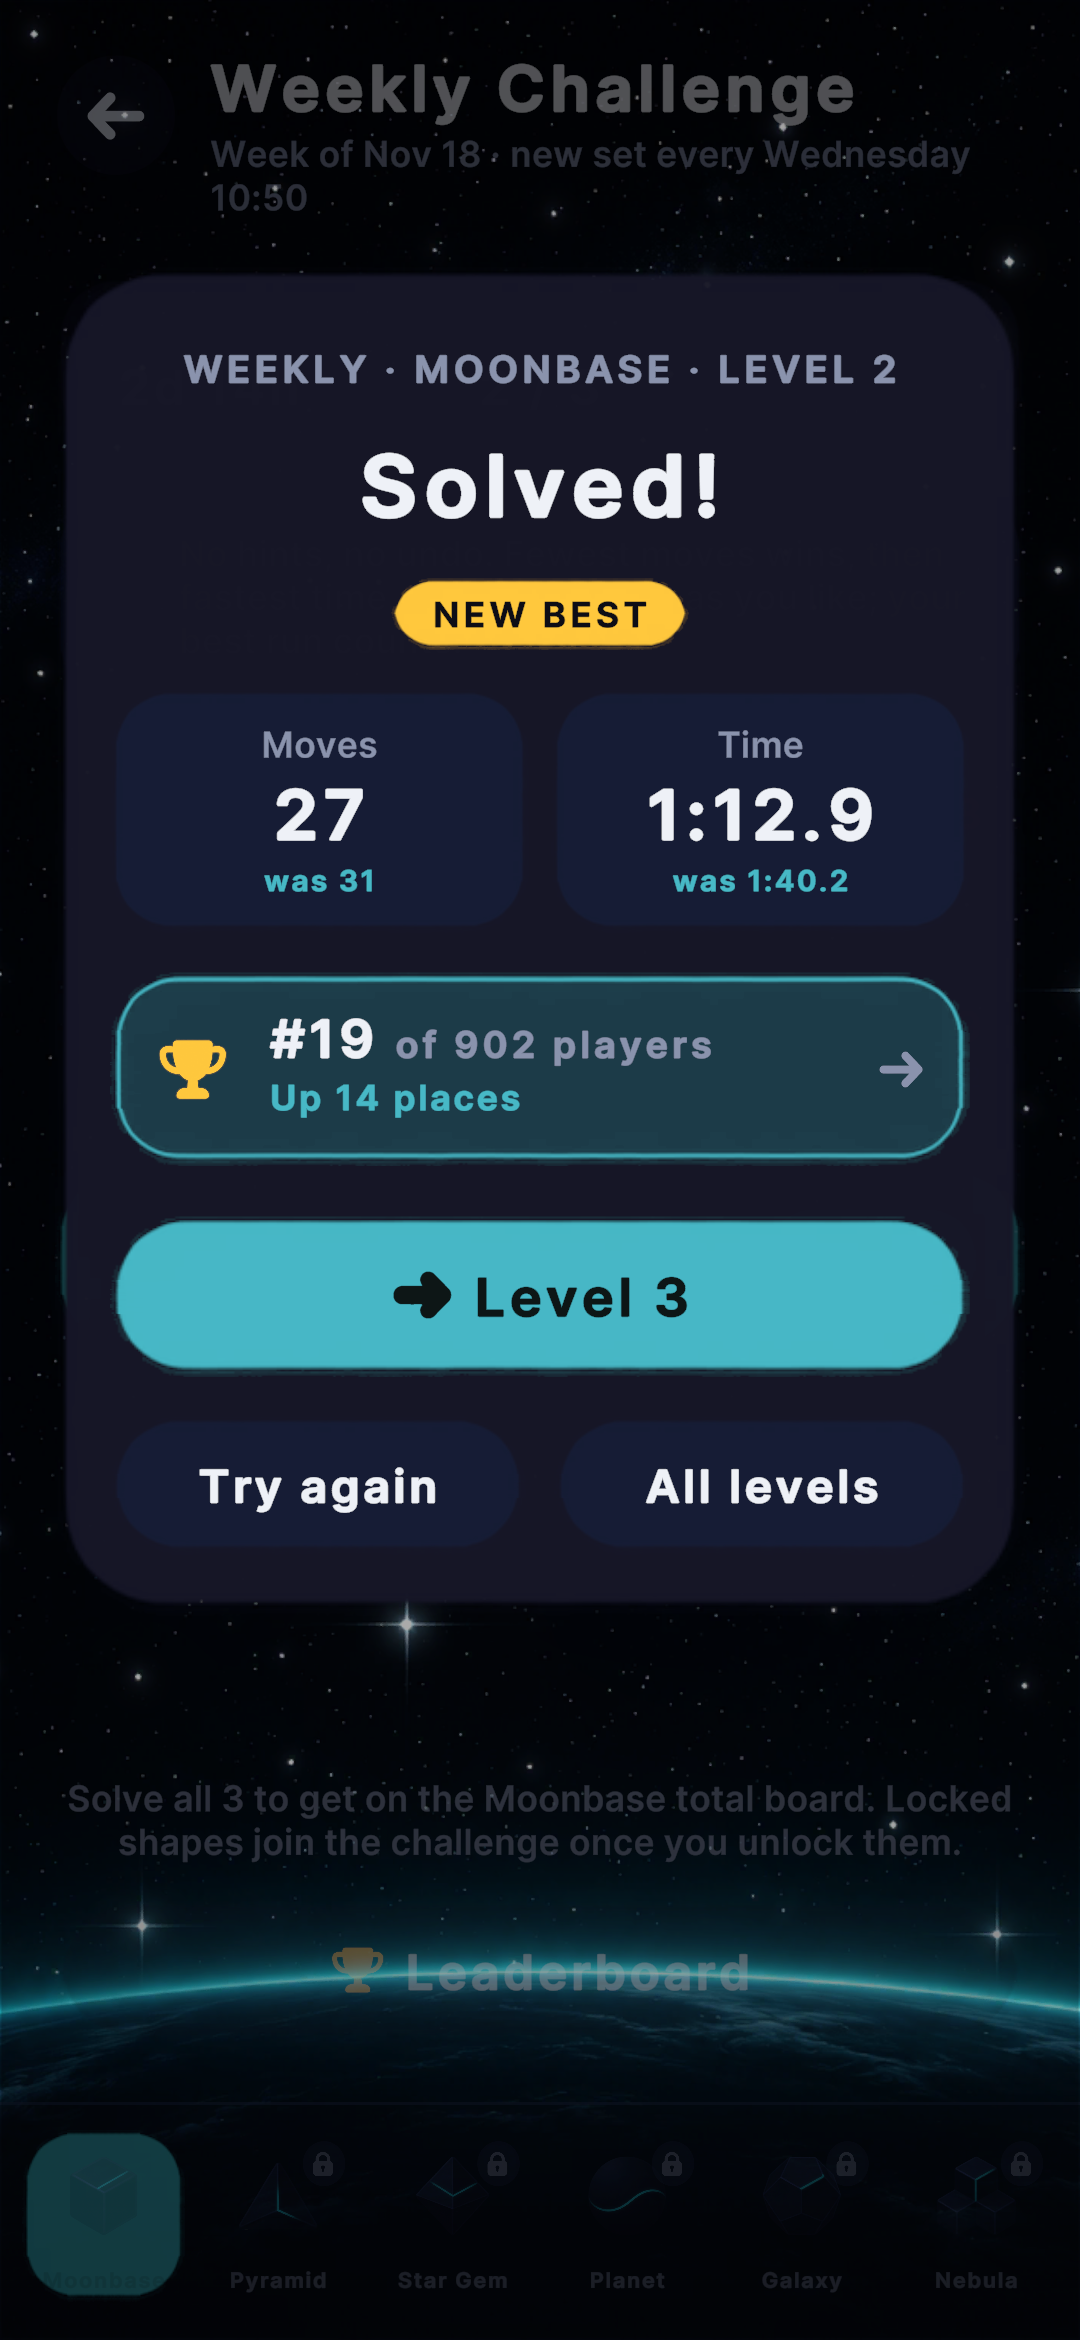 Weekly Challenge
Week of Nov 18 · new set every Wednesday
10:50
WEEKLY · MOONBASE · LEVEL 2
Solved!
NEW BEST
Moves
27
was 31
Time
1:12.9
was 1:40.2
#19 of 902 players
Up 14 places
Level 3
Try again
All levels
Solve all 3 to get on the Moonbase total board. Locked
shapes join the challenge once you unlock them.
Leaderboard
Moonbase
Pyramid
Star Gem
Planet
Galaxy
Nebula